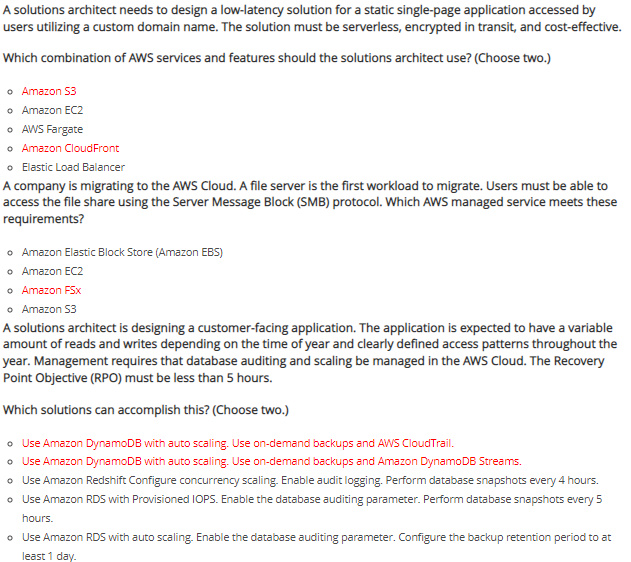 A solutions architect needs to design a low-latency solution for a static single-page application accessed by
users utilizing a custom domain name. The solution must be serverless, encrypted in transit, and cost-effective.
Which combination of AWS services and features should the solutions architect use? (Choose two.)
Amazon S3
Amazon EC2
AWS Fargate
Amazon CloudFront
Elastic Load Balancer
A company is migrating to the AWS Cloud. A file server is the first workload to migrate. Users must be able to
access the file share using the Server Message Block (SMB) protocol. Which AWS managed service meets these
requirements?
Amazon Elastic Block Store (Amazon EBS)
Amazon EC2
Amazon FSx
Amazon S3
A solutions architect is designing a customer-facing application. The application is expected to have a variable
amount of reads and writes depending on the time of year and clearly defined access patterns throughout the
year. Management requires that database auditing and scaling be managed in the AWS Cloud. The Recovery
Point Objective (RPO) must be less than 5 hours.
Which solutions can accomplish this? (Choose two.)
Use Amazon DynamoDB with auto scaling. Use on-demand backups and AWS CloudTrail.
Use Amazon DynamoDB with auto scaling. Use on-demand backups and Amazon DynamoDB Streams.
Use Amazon Redshift Configure concurrency scaling. Enable audit logging. Perform database snapshots every 4 hours.
Use Amazon RDS with Provisioned IOPS. Enable the database auditing parameter. Perform database snapshots every 5
hours.
Use Amazon RDS with auto scaling. Enable the database auditing parameter. Configure the backup retention period to at
least 1 day.